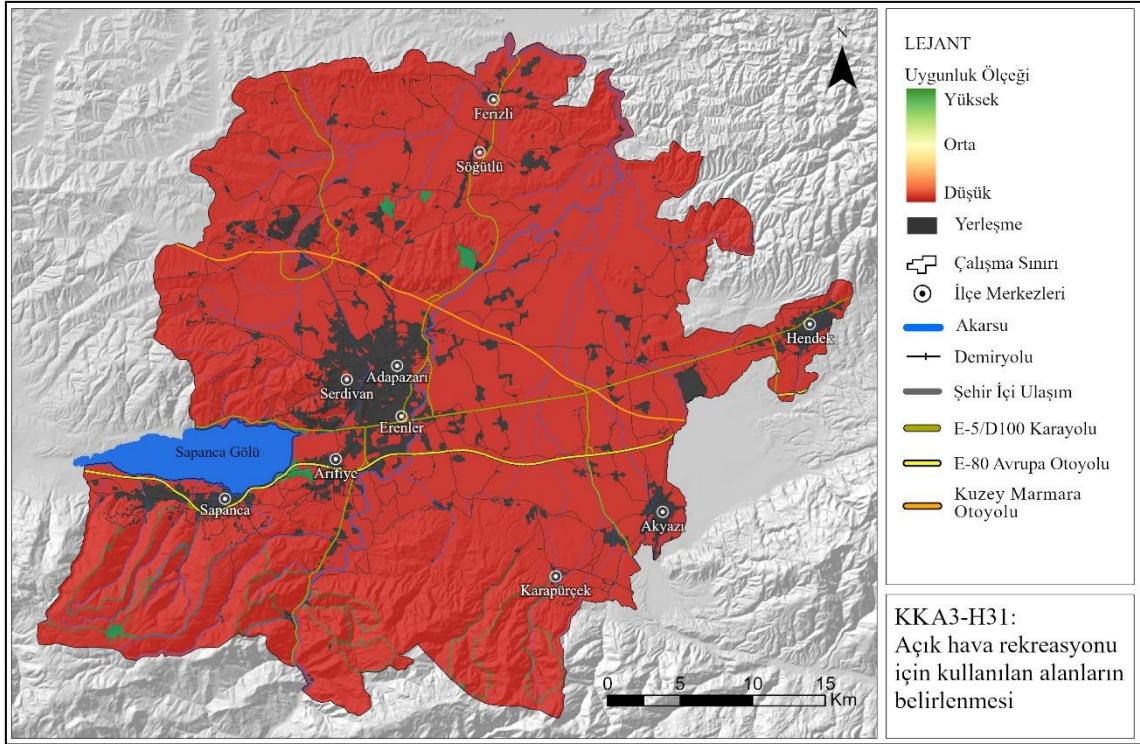 N
Ferizli
Söğütlü
Hendek
Adapazarı
Serdivan
Erenler
Sapanca Gölü
Arifiye
Sapanca
Akyazı
Karapürçek
0 5 10 15
Km
LEJANT
Uygunluk Ölçeği
Yüksek
Orta
Düşük
Yerleşme
Çalışma Sınırı
İlçe Merkezleri
Akarsu
Demiryolu
Şehir İçi Ulaşım
E-5/D100 Karayolu
E-80 Avrupa Otoyolu
Kuzey Marmara
Otoyolu
KKA3-H31:
Açık hava rekreasyonu
için kullanılan alanların
belirlenmesi